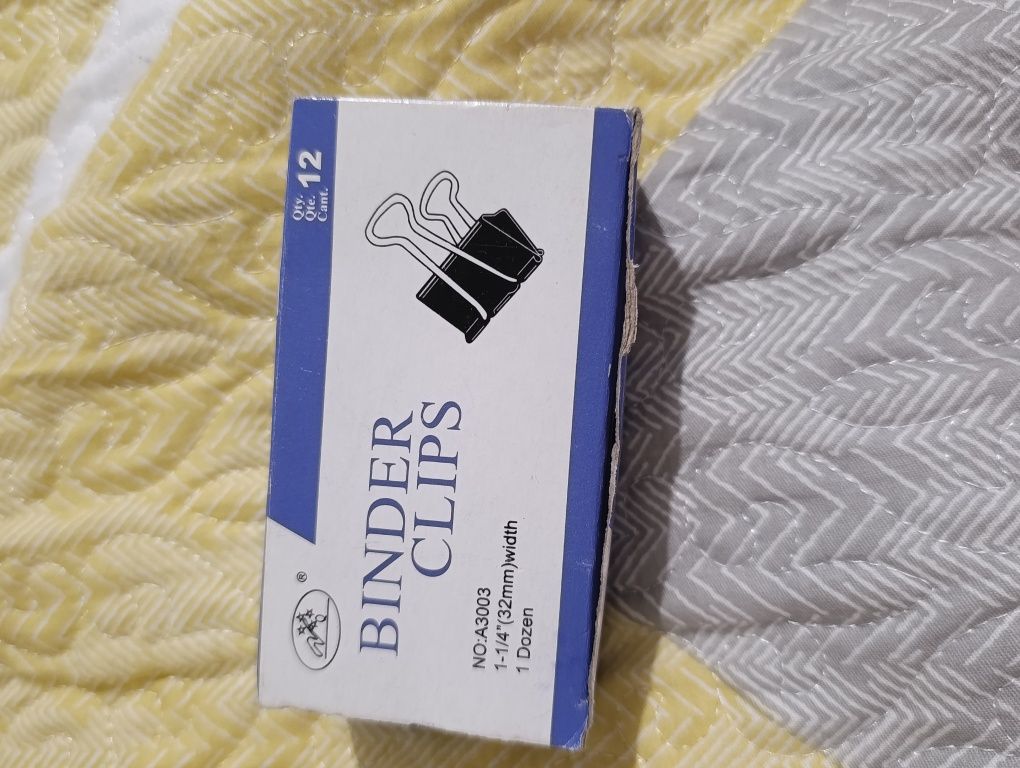 ®
Qty.
Qte. 12
Cant.
BINDER
CLIPS
NO:A3003
1-1/4"(32mm)width
1 Dozen